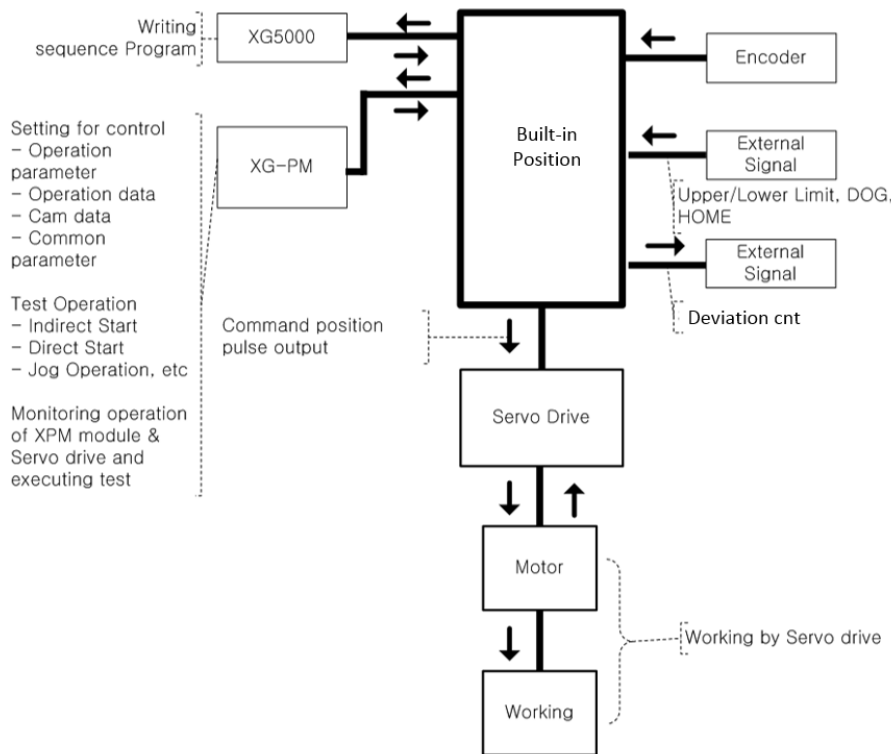 Writing
sequence Program
XG5000
Encoder
Built-in
Position
External
Signal
Upper/Lower Limit, DOG,
HOME
External
Signal
Deviation cnt
Setting for control
- Operation
parameter
- Operation data
- Cam data
- Common
parameter
XG-PM
Test Operation
- Indirect Start
- Direct Start
- Jog Operation, etc
Monitoring operation
of XPM module &
Servo drive and
executing test
Command position
pulse output
Servo Drive
Motor
Working by Servo drive
Working